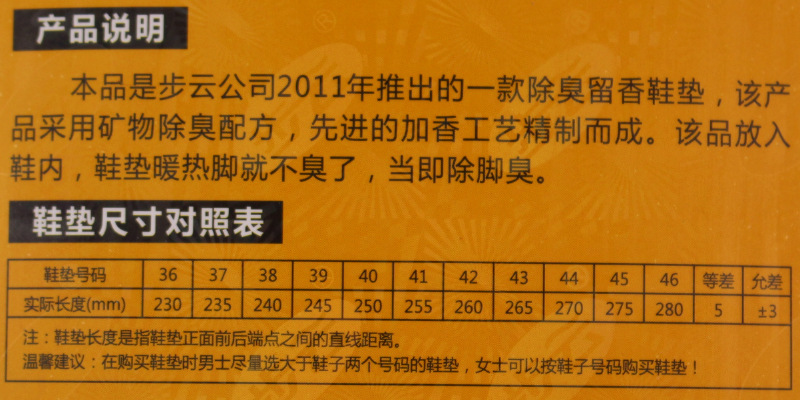 产品说明
本品是步云公司2011年推出的一款除臭留香鞋垫，该产
品采用矿物除臭配方，先进的加香工艺精制而成。该品放入
鞋内，鞋垫暖热脚就不臭了，当即除脚臭。
鞋垫尺寸对照表
鞋垫号码 36 37 38 39 40 41 42 43 44 45 46 等差 允差
实际长度(mm) 230 235 240 245 250 255 260 265 270 275 280 5 ±3
注：鞋垫长度是指鞋垫正面前后端点之间的直线距离。
温馨建议：在购买鞋垫时男士尽量选大于鞋子两个号码的鞋垫，女士可以按鞋子号码购买鞋垫！